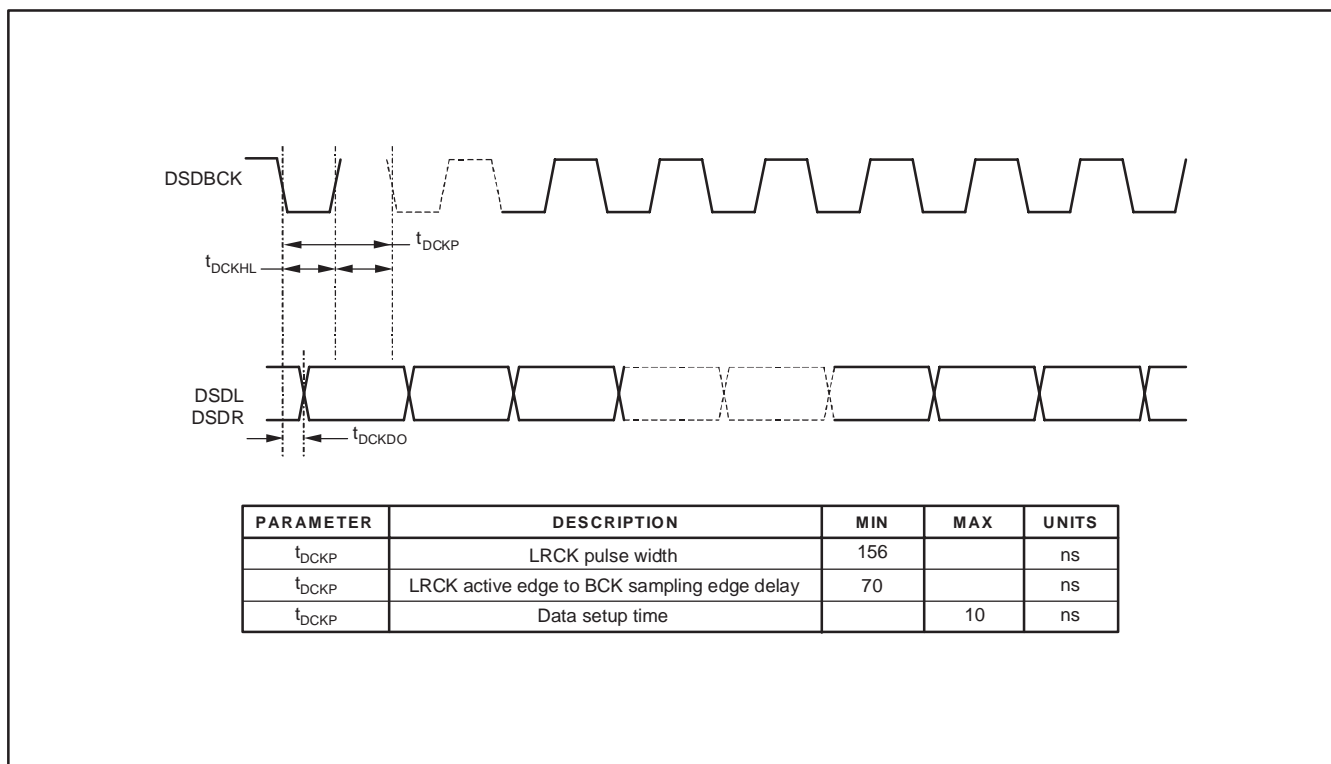 DSDBCK
tDCKP
tDCKHL
DSDL
DSDR
tDCKDO
PARAMETER DESCRIPTION MIN MAX UNITS
tDCKP LRCK pulse width 156 ns
tDCKP LRCK active edge to BCK sampling edge delay 70 ns
tDCKP Data setup time 10 ns